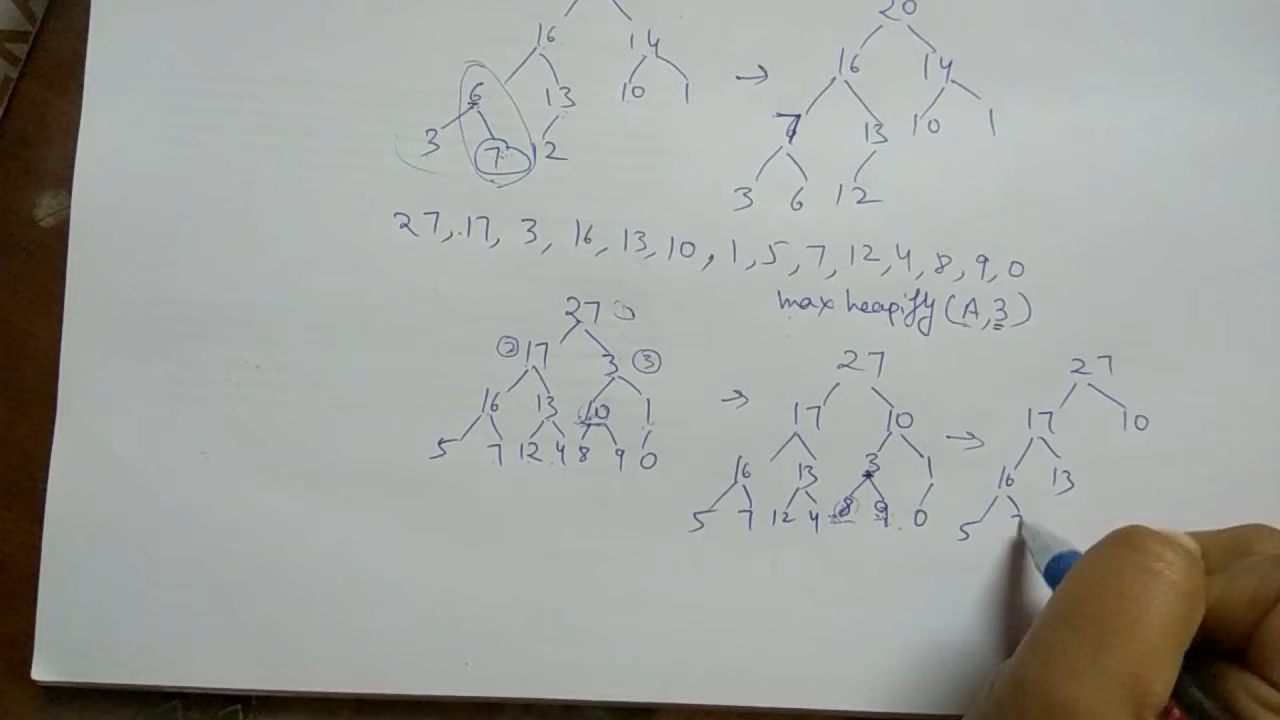 20
16 14 → 16 14
6 13 10 1 7 13 10 1
3 7 2 3 6 12
27, 17, 3, 16, 13, 10, 1, 5, 7, 12, 4, 8, 9, 0
max heapify (A,3)
27
② 17 3 ③ 27 27
16 13 10 1 → 17 10 → 17 10
5 7 12 4 8 9 0 16 13 3 1 16 13
5 7 12 4 8 9 0 5 7